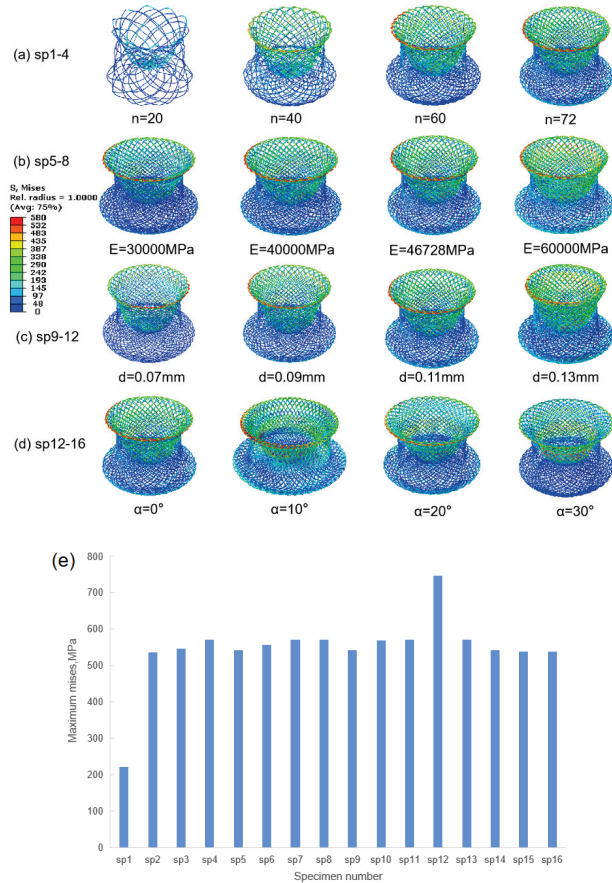 (a) sp1-4
n=20 n=40 n=60 n=72
(b) sp5-8
S, Mises
Rel. radius = 1.0000
(Avg: 75%)
580
532
483
435
387
338
290
242
193
145
97
48
0
E=30000MPa E=40000MPa E=46728MPa E=60000MPa
(c) sp9-12
d=0.07mm d=0.09mm d=0.11mm d=0.13mm
(d) sp12-16
α=0° α=10° α=20° α=30°
(e)
800
700
600
500
400
300
200
100
0
Maximum mises,MPa
sp1 sp2 sp3 sp4 sp5 sp6 sp7 sp8 sp9 sp10 sp11 sp12 sp13 sp14 sp15 sp16
Specimen number